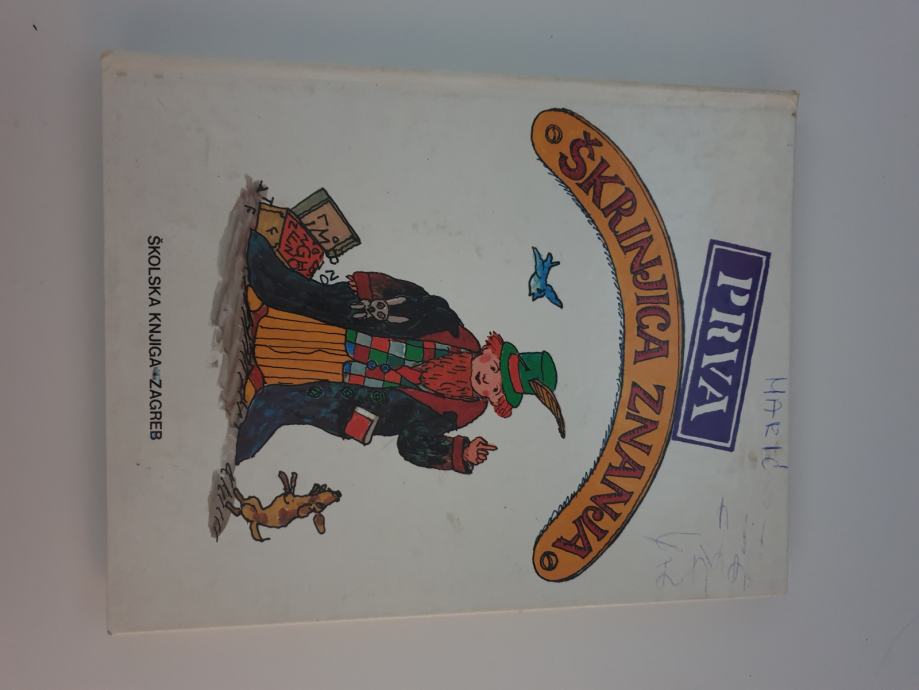 PRVA
ŠKRINJICA ZNANJA
ŠKOLSKA KNJIGA-ZAGREB